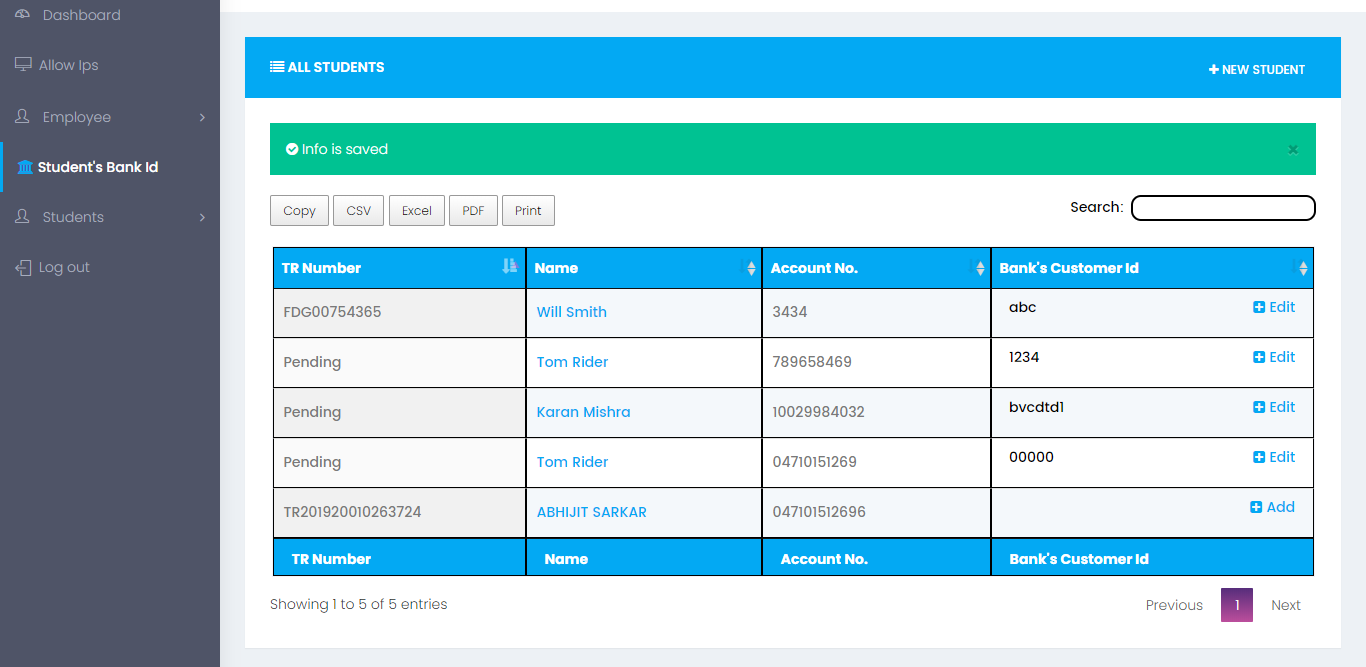 Dashboard
Allow Ips
Employee
Student's Bank Id
Students
Log out
ALL STUDENTS
NEW STUDENT
Info is saved
×
Copy CSV Excel PDF Print
Search:
TR Number Name Account No. Bank's Customer Id
FDG00754365 Will Smith 3434 abc Edit
Pending Tom Rider 789658469 1234 Edit
Pending Karan Mishra 10029984032 bvcdtd1 Edit
Pending Tom Rider 04710151269 00000 Edit
TR201920010263724 ABHIJIT SARKAR 047101512696 Add
TR Number Name Account No. Bank's Customer Id
Showing 1 to 5 of 5 entries
Previous 1 Next